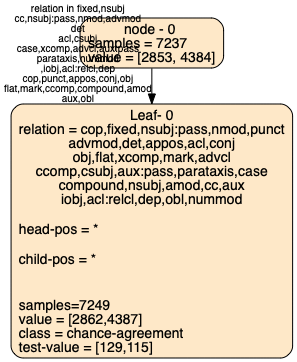 relation in fixed,nsubj
cc,nsubj:pass,nmod,advmod
det
acl,csubj
case,xcomp,advcl,aux:pass
parataxis,nummod
,iobj,acl:relcl,dep
cop,punct,appos,conj,obj
flat,mark,ccomp,compound,amod
aux,obl
node - 0
samples = 7237
value = [2853, 4384]
Leaf- 0
relation = cop,fixed,nsubj:pass,nmod,punct
advmod,det,appos,acl,conj
obj,flat,xcomp,mark,advcl
ccomp,csubj,aux:pass,parataxis,case
compound,nsubj,amod,cc,aux
iobj,acl:relcl,dep,obl,nummod
head-pos = *
child-pos = *
samples=7249
value = [2862,4387]
class = chance-agreement
test-value = [129,115]